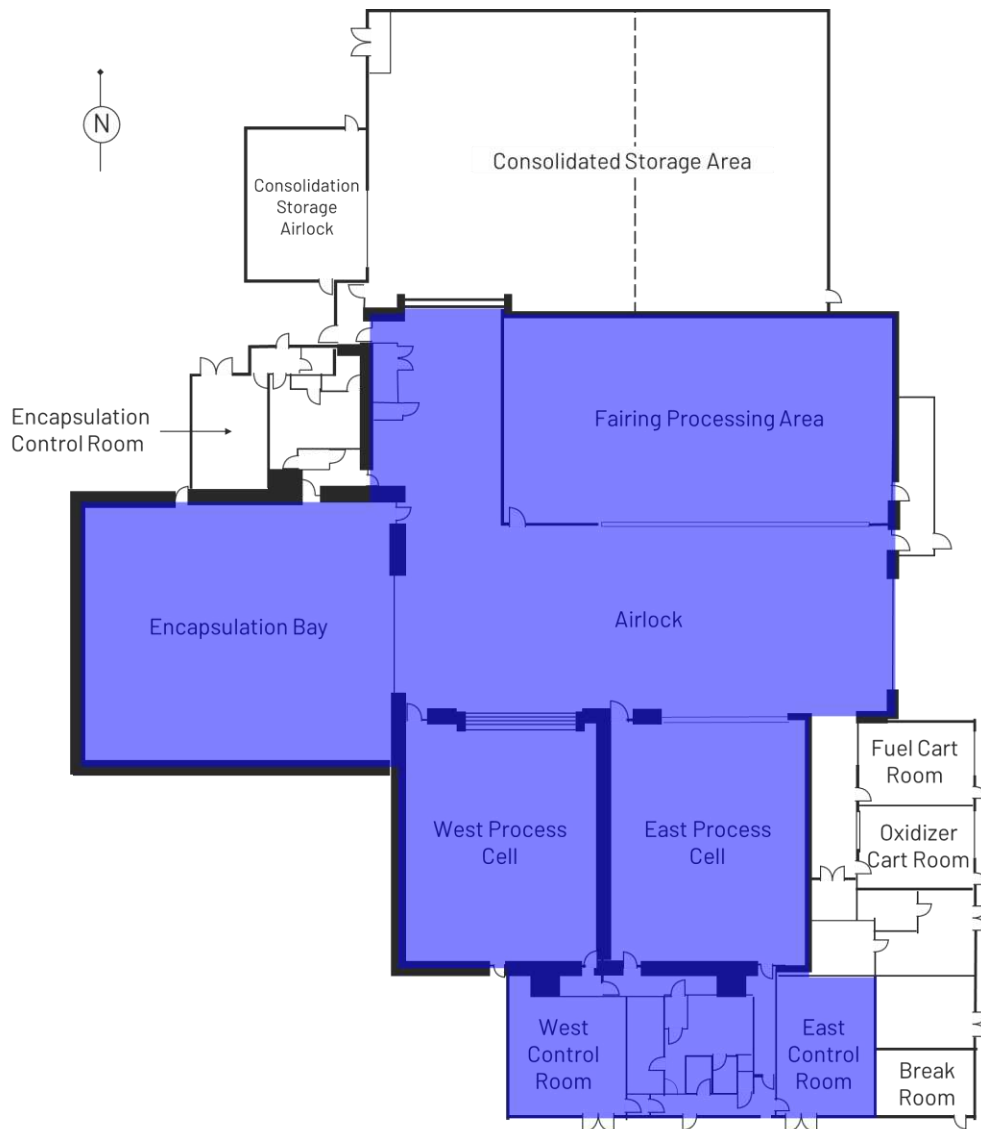 N
Consolidated Storage Area
Consolidation
Storage
Airlock
Encapsulation
Control Room
Fairing Processing Area
Encapsulation Bay
Airlock
Fuel Cart
Room
West Process
Cell
East Process
Cell
Oxidizer
Cart Room
West
Control
Room
East
Control
Room
Break
Room